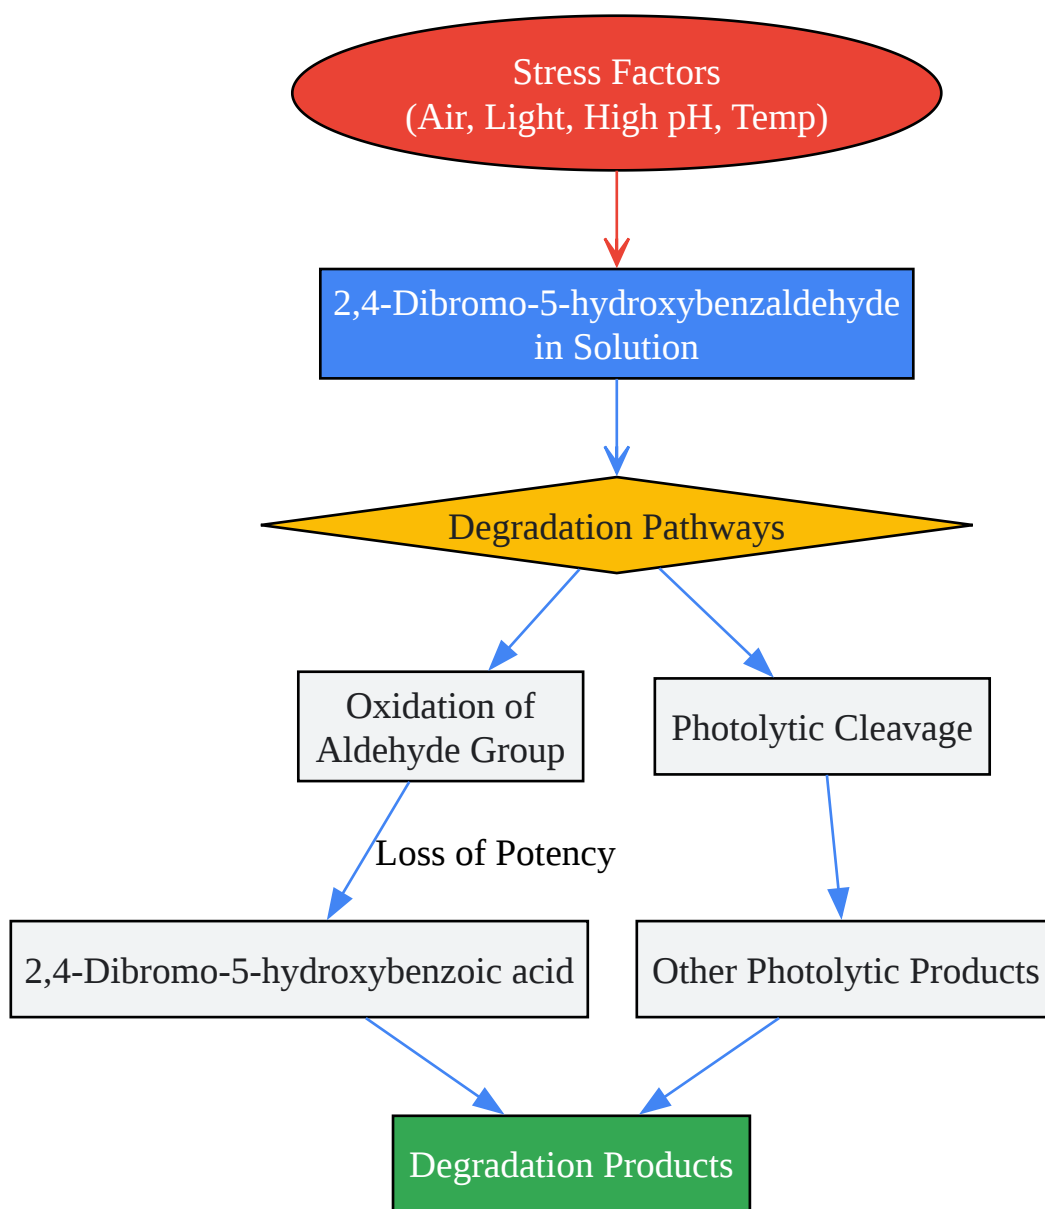 Stress Factors
(Air, Light, High pH, Temp)
2,4-Dibromo-5-hydroxybenzaldehyde
in Solution
Degradation Pathways
Oxidation of
Aldehyde Group
Photolytic Cleavage
Loss of Potency
2,4-Dibromo-5-hydroxybenzoic acid
Other Photolytic Products
Degradation Products